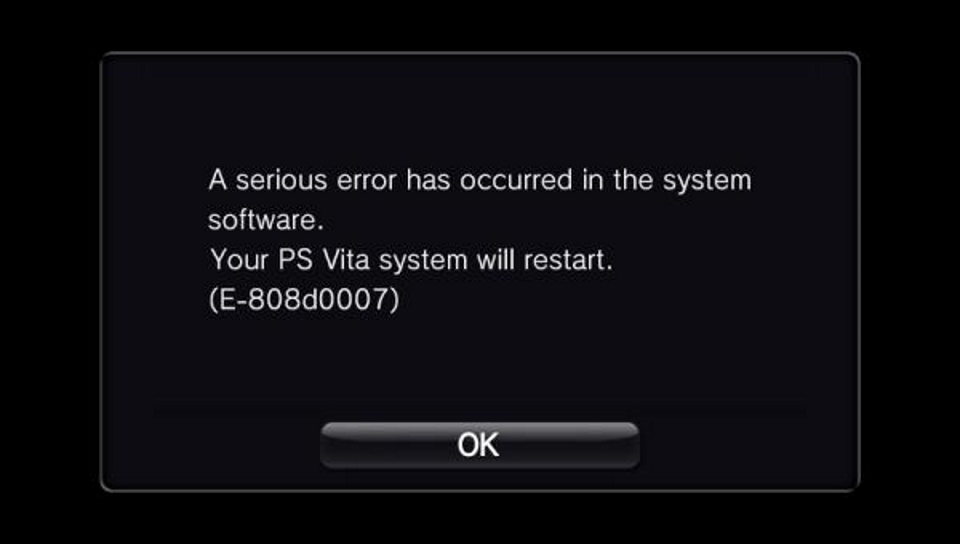 A serious error has occurred in the system
software.
Your PS Vita system will restart.
(E-808d0007)
OK